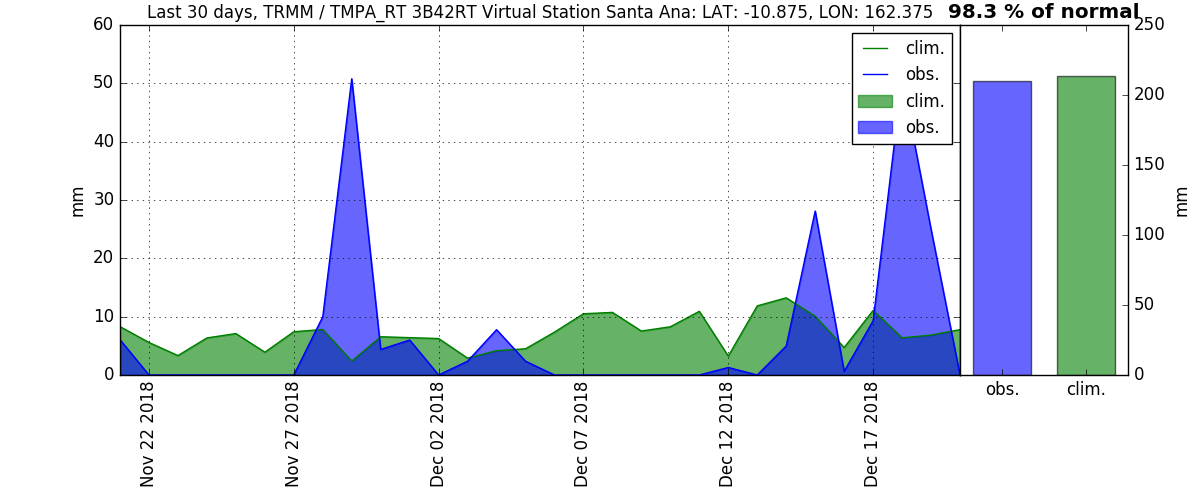 Last 30 days, TRMM / TMPA_RT 3B42RT Virtual Station Santa Ana: LAT: -10.875, LON: 162.375
98.3 % of normal
60
50
40
30
20
10
0
mm
clim.
obs.
clim.
obs.
250
200
150
100
50
0
mm
obs.
clim.
Nov 22 2018
Nov 27 2018
Dec 02 2018
Dec 07 2018
Dec 12 2018
Dec 17 2018